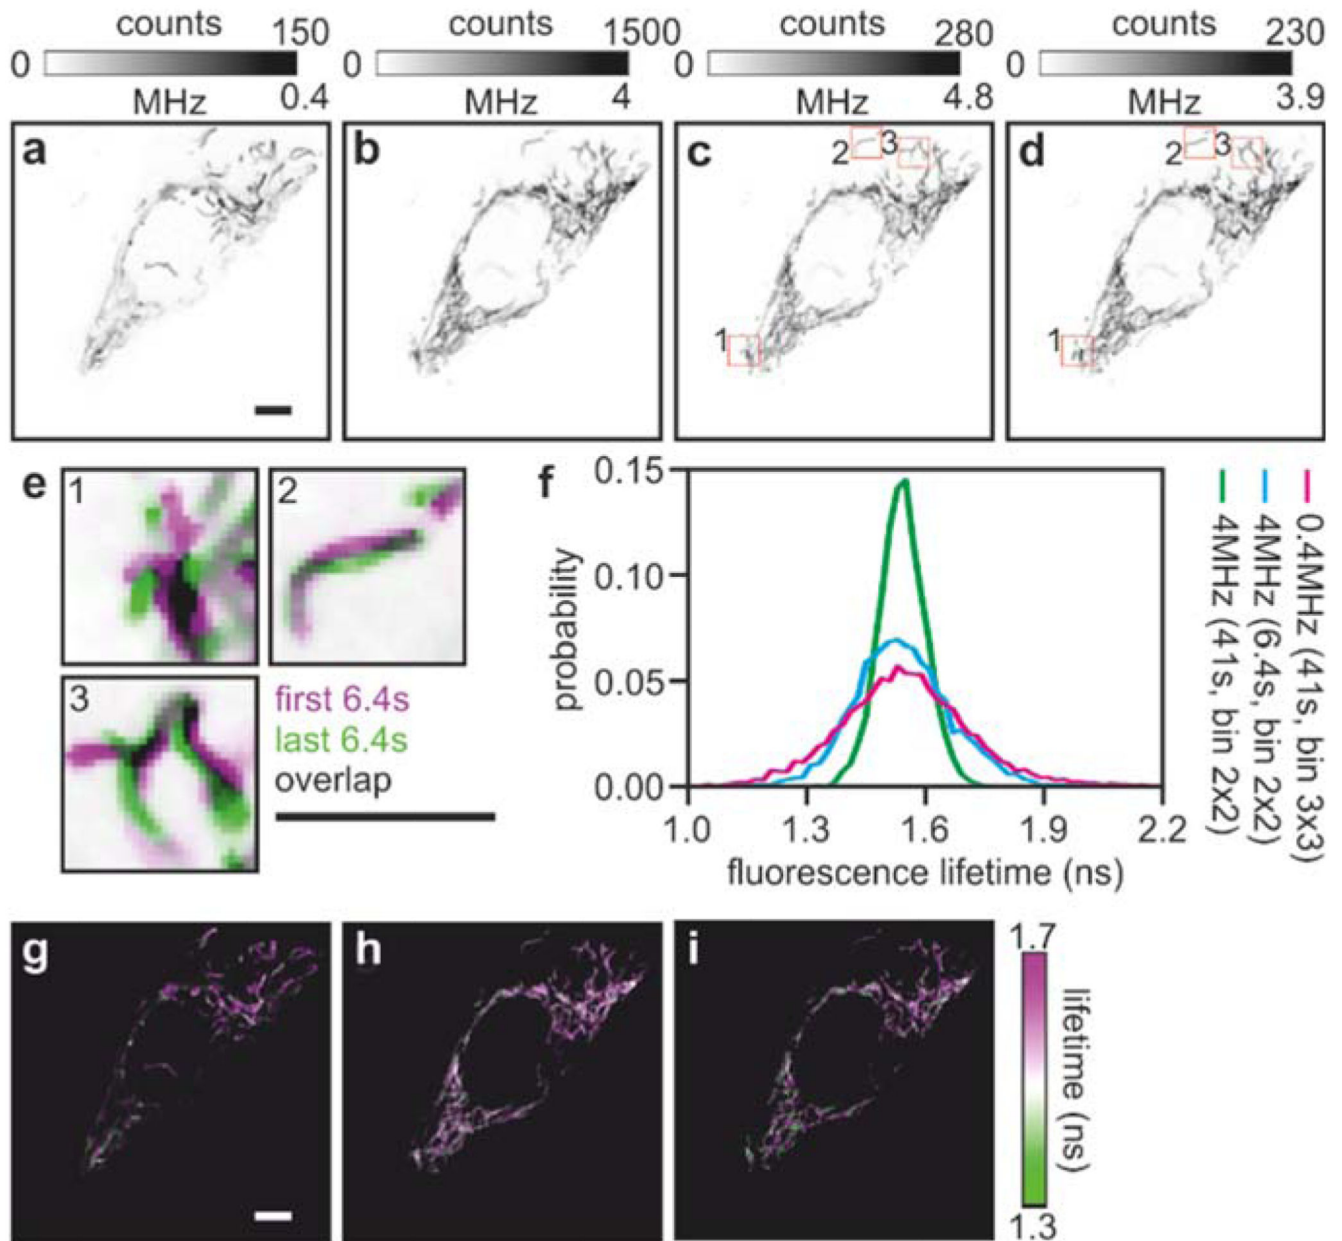 counts counts counts counts
0 150 0 1500 0 280 0 230
MHz 0.4 MHz 4 MHz 4.8 MHz 3.9
a b c d
2 3 2 3
1 1
e 1 2
3
first 6.4s
last 6.4s
overlap
f
0.15
0.10
0.05
0.00
probability
1.0 1.3 1.6 1.9 2.2
fluorescence lifetime (ns)
0.4MHz (41s, bin 3x3)
4MHz (6.4s, bin 2x2)
4MHz (41s, bin 2x2)
g h i
1.7
lifetime (ns)
1.3